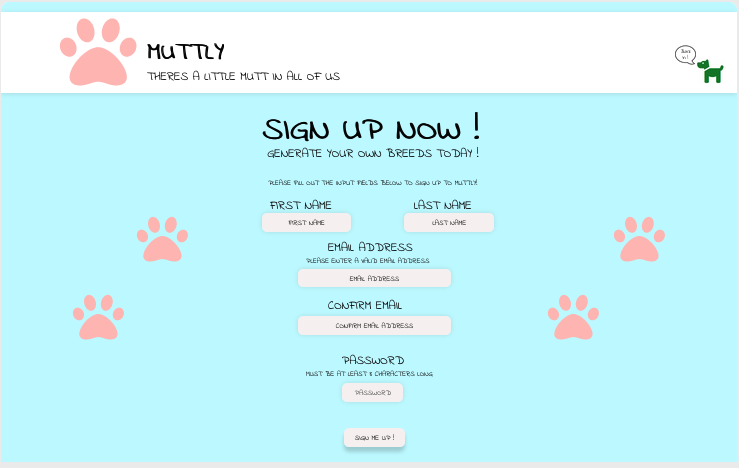 MUTTLY
THERES A LITTLE MUTT IN ALL OF US
SIGN UP NOW !
GENERATE YOUR OWN BREEDS TODAY !
PLEASE FILL OUT THE INPUT FIELDS BELOW TO SIGN UP TO MUTTLY!
FIRST NAME LAST NAME
FIRST NAME LAST NAME
EMAIL ADDRESS
PLEASE ENTER A VALID EMAIL ADDRESS
EMAIL ADDRESS
CONFIRM EMAIL
CONFIRM EMAIL ADDRESS
PASSWORD
MUST BE AT LEAST 8 CHARACTERS LONG
PASSWORD
SIGN ME UP !